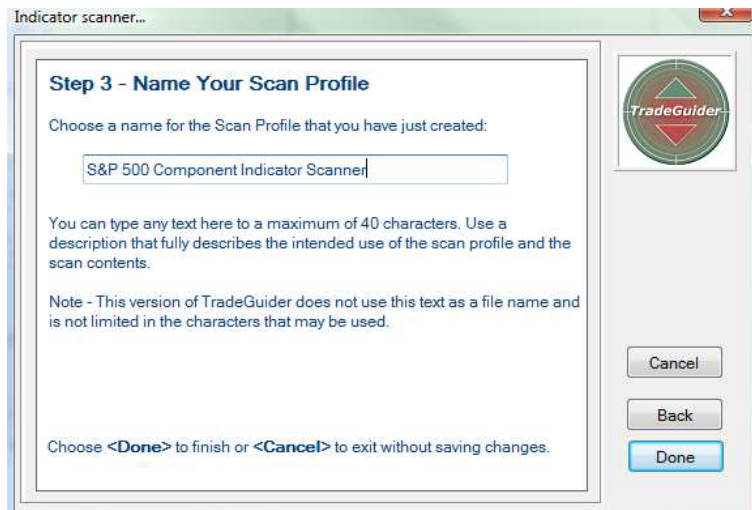 Indicator scanner...
Step 3 - Name Your Scan Profile
Choose a name for the Scan Profile that you have just created:
S&P 500 Component Indicator Scanner
You can type any text here to a maximum of 40 characters. Use a
description that fully describes the intended use of the scan profile and the
scan contents.
Note - This version of TradeGuider does not use this text as a file name and
is not limited in the characters that may be used.
Choose <Done> to finish or <Cancel> to exit without saving changes.
TradeGuider
Cancel
Back
Done